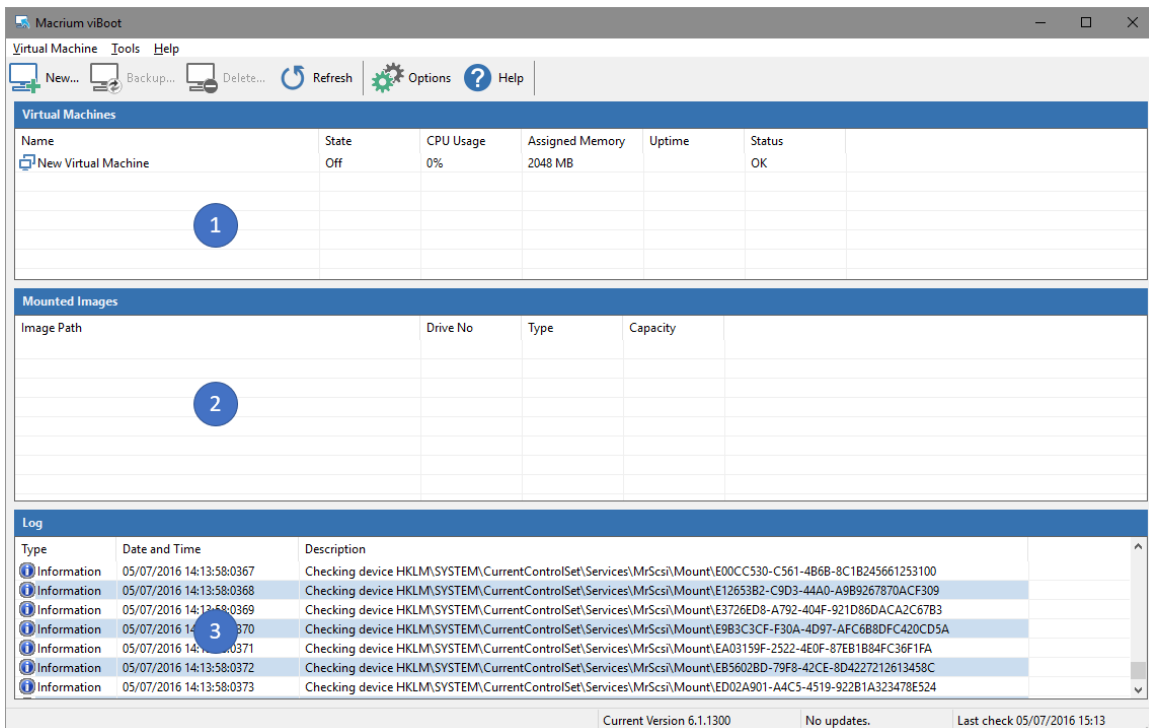 Macrium viBoot
Virtual Machine Tools Help
New... Backup... Delete... Refresh Options Help
Virtual Machines
Name State CPU Usage Assigned Memory Uptime Status
New Virtual Machine Off 0% 2048 MB OK
1
Mounted Images
Image Path Drive No Type Capacity
2
Log
Type Date and Time Description
Information 05/07/2016 14:13:58:0367 Checking device HKLM\SYSTEM\CurrentControlSet\Services\MrScsi\Mount\E00CC530-C561-4B6B-8C1B245661253100
Information 05/07/2016 14:13:58:0368 Checking device HKLM\SYSTEM\CurrentControlSet\Services\MrScsi\Mount\E12653B2-C9D3-44A0-A9B9267870ACF309
Information 05/07/2016 14:13:58:0369 Checking device HKLM\SYSTEM\CurrentControlSet\Services\MrScsi\Mount\E3726ED8-A792-404F-921D86DACA2C67B3
Information 05/07/2016 14 3 370 Checking device HKLM\SYSTEM\CurrentControlSet\Services\MrScsi\Mount\E9B3C3CF-F30A-4D97-AFC6B8DFC420CD5A
Information 05/07/2016 14:13:58:0371 Checking device HKLM\SYSTEM\CurrentControlSet\Services\MrScsi\Mount\EA03159F-2522-4E0F-87EB1B84FC36F1FA
Information 05/07/2016 14:13:58:0372 Checking device HKLM\SYSTEM\CurrentControlSet\Services\MrScsi\Mount\EB5602BD-79F8-42CE-8D4227212613458C
Information 05/07/2016 14:13:58:0373 Checking device HKLM\SYSTEM\CurrentControlSet\Services\MrScsi\Mount\ED02A901-A4C5-4519-922B1A323478E524
Current Version 6.1.1300 No updates. Last check 05/07/2016 15:13